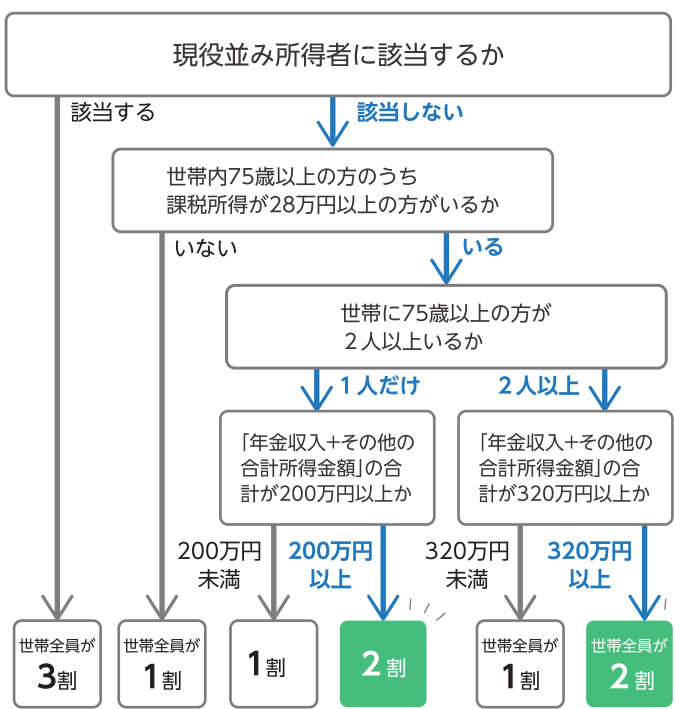 現役並み所得者に該当するか
該当する
該当しない
世帯内75歳以上の方のうち
課税所得が28万円以上の方がいるか
いない
いる
世帯に75歳以上の方が
2人以上いるか
1人だけ
2人以上
「年金収入+その他の
合計所得金額」の合
計が200万円以上か
「年金収入+その他の
合計所得金額」の合
計が320万円以上か
200万円
未満
200万円
以上
320万円
未満
320万円
以上
世帯全員が
3割
世帯全員が
1割
1割
2割
世帯全員が
1割
世帯全員が
2割